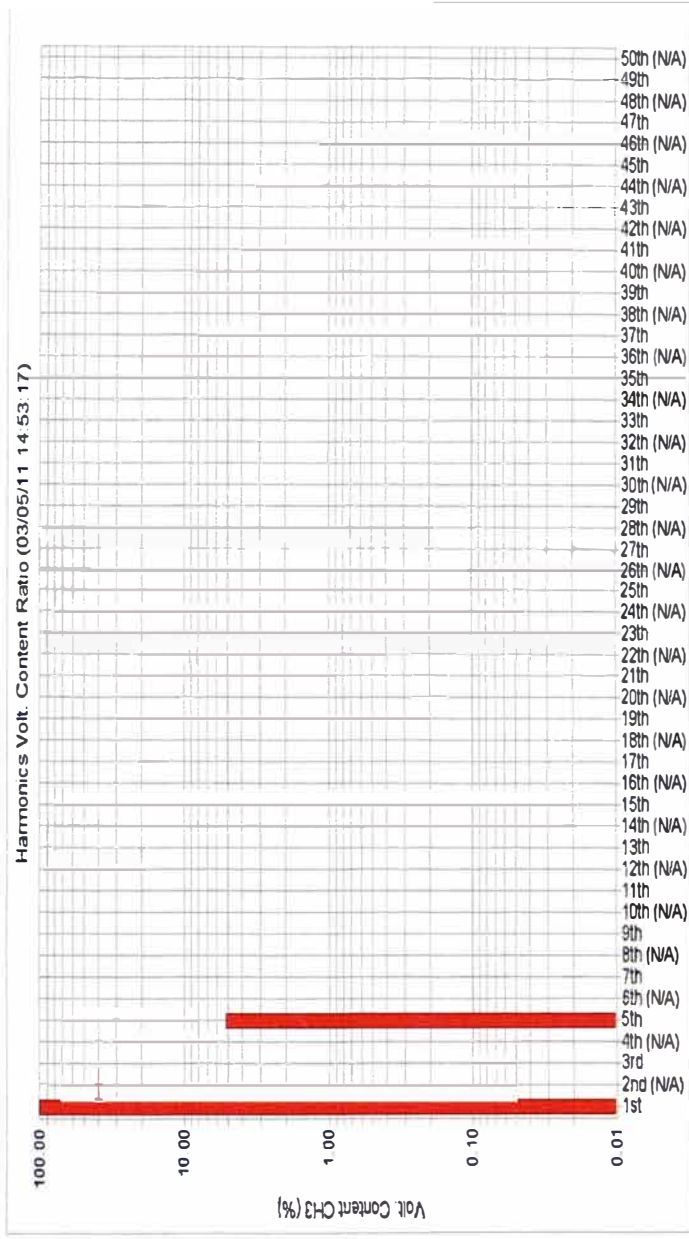 Harmonics Volt. Content Ratio (03/05/11 14:53:17)
Volt. Content CH3 (%)
100.00
10.00
1.00
0.10
0.01
1st
2nd (N/A)
3rd
4th (N/A)
5th
6th (N/A)
7th
8th (N/A)
9th
10th (N/A)
11th
12th (N/A)
13th
14th (N/A)
15th
16th (N/A)
17th
18th (N/A)
19th
20th (N/A)
21th
22th (N/A)
23th
24th (N/A)
25th
26th (N/A)
27th
28th (N/A)
29th
30th (N/A)
31th
32th (N/A)
33th
34th (N/A)
35th
36th (N/A)
37th
38th (N/A)
39th
40th (N/A)
41th
42th (N/A)
43th
44th (N/A)
45th
46th (N/A)
47th
48th (N/A)
49th
50th (N/A)